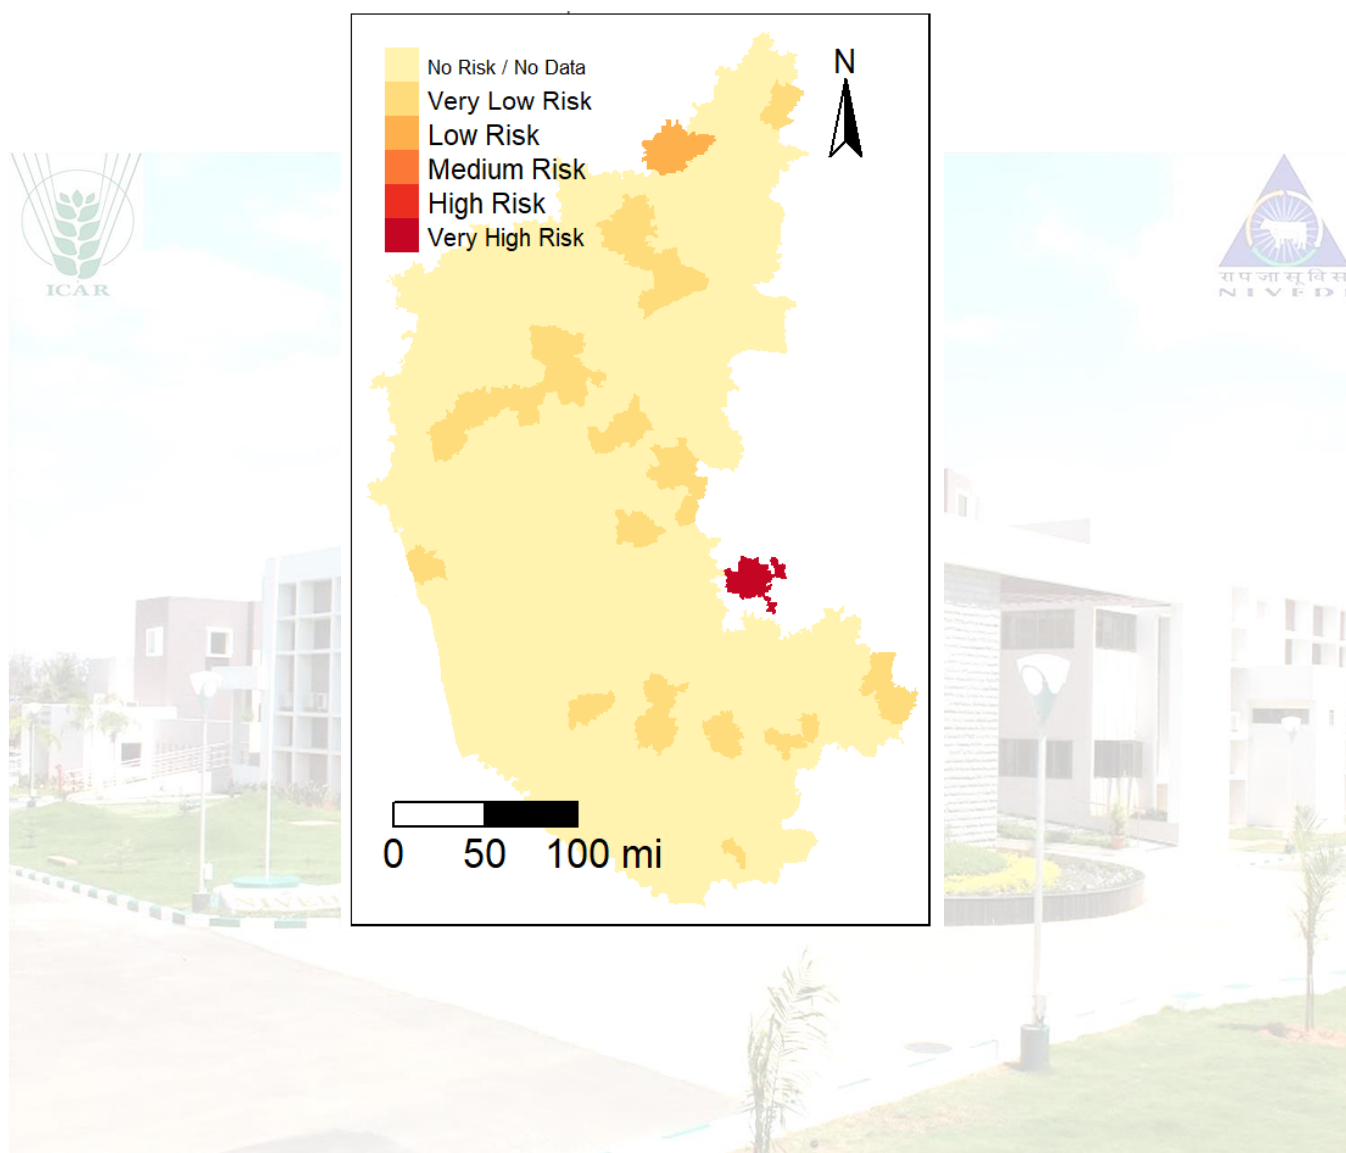 No Risk / No Data
Very Low Risk
Low Risk
Medium Risk
High Risk
Very High Risk
N
ICAR
रा प जा सू वि स
NIVEDI
0 50 100 mi
NIVED